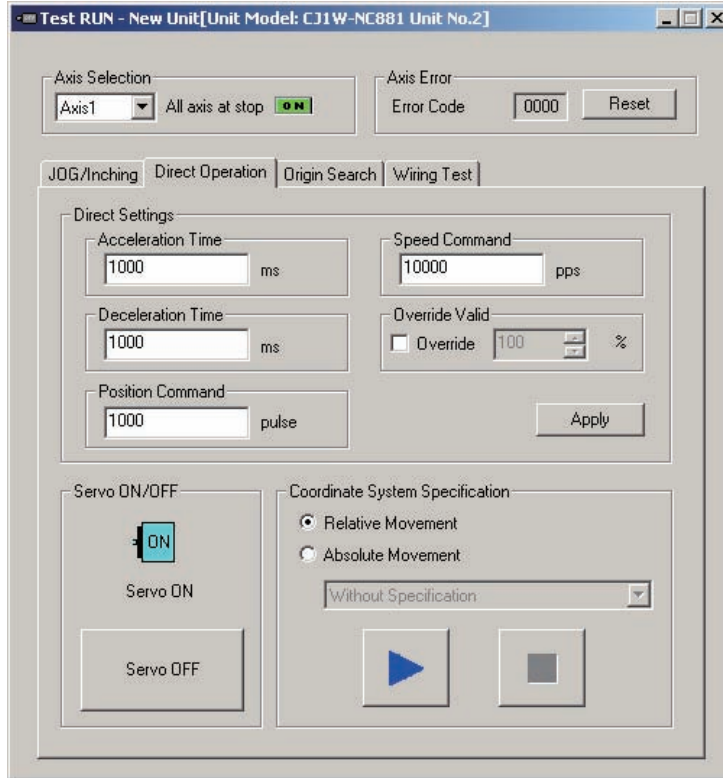 Test RUN - New Unit[Unit Model: CJ1W-NC881 Unit No.2]
Axis Selection
Axis1 All axis at stop ON
Axis Error
Error Code 0000 Reset
JOG/Inching Direct Operation Origin Search Wiring Test
Direct Settings
Acceleration Time
1000 ms
Speed Command
10000 pps
Deceleration Time
1000 ms
Override Valid
Override 100 %
Position Command
1000 pulse
Apply
Servo ON/OFF
ON
Servo ON
Servo OFF
Coordinate System Specification
Relative Movement
Absolute Movement
Without Specification